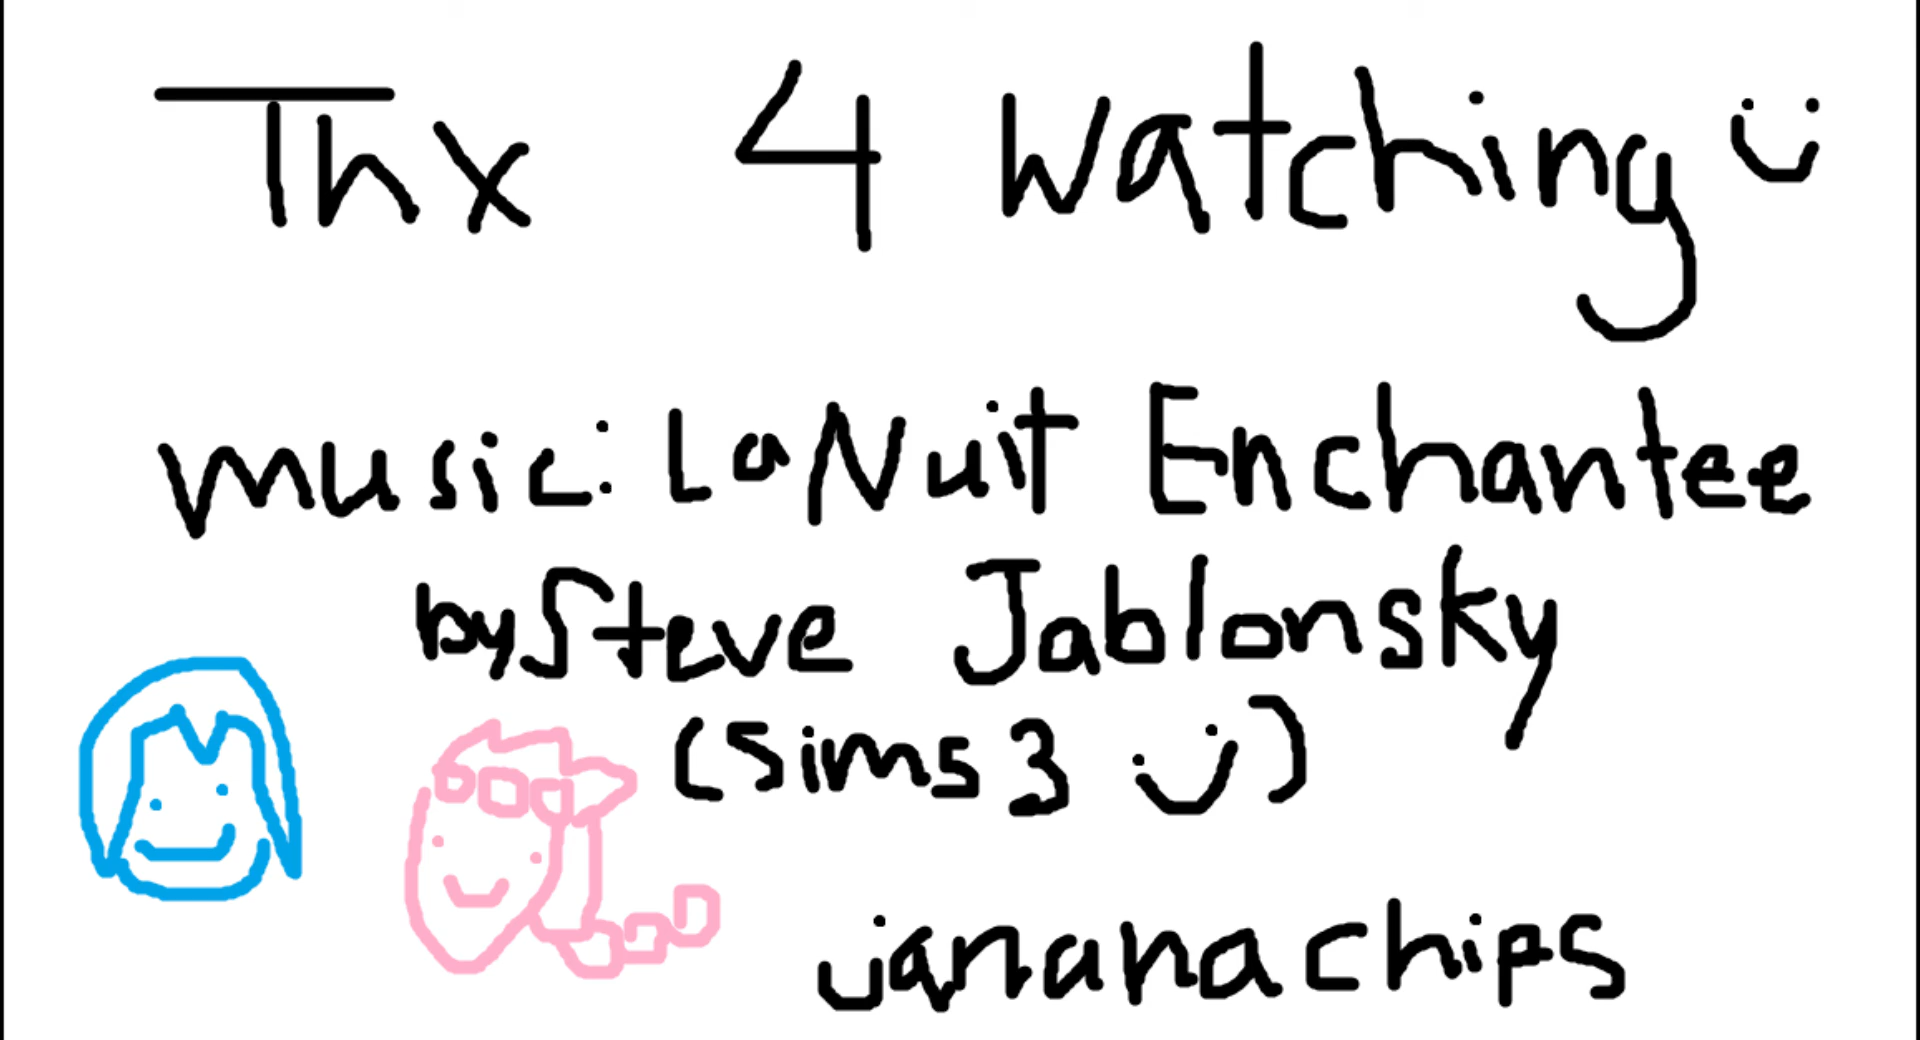 Thx 4 watching :)
music: La Nuit Enchantee
by Steve Jablonsky
(Sims 3 :))
jananachips